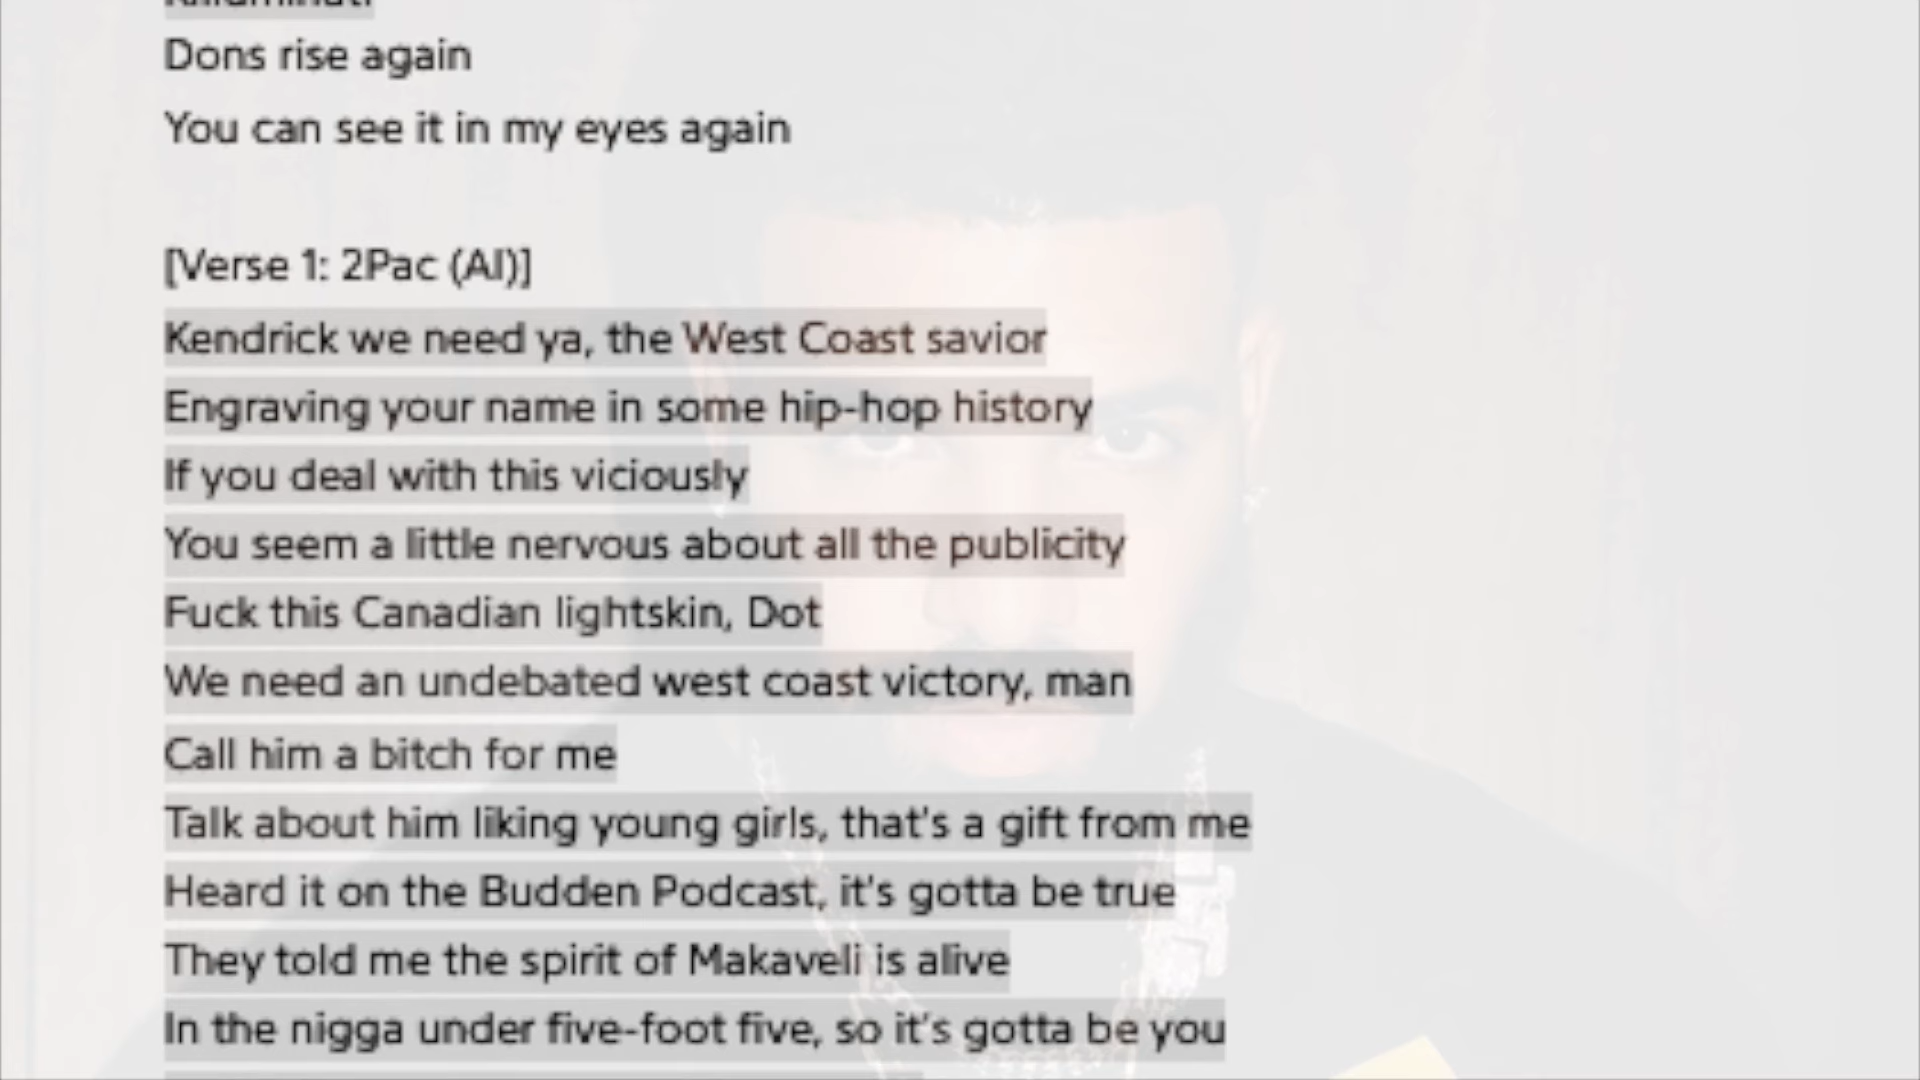 Dons rise again
You can see it in my eyes again
[Verse 1: 2Pac (AI)]
Kendrick we need ya, the West Coast savior
Engraving your name in some hip-hop history
If you deal with this viciously
You seem a little nervous about all the publicity
Fuck this Canadian lightskin, Dot
We need an undebated west coast victory, man
Call him a bitch for me
Talk about him liking young girls, that's a gift from me
Heard it on the Budden Podcast, it's gotta be true
They told me the spirit of Makaveli is alive
In the nigga under five-foot five, so it's gotta be you